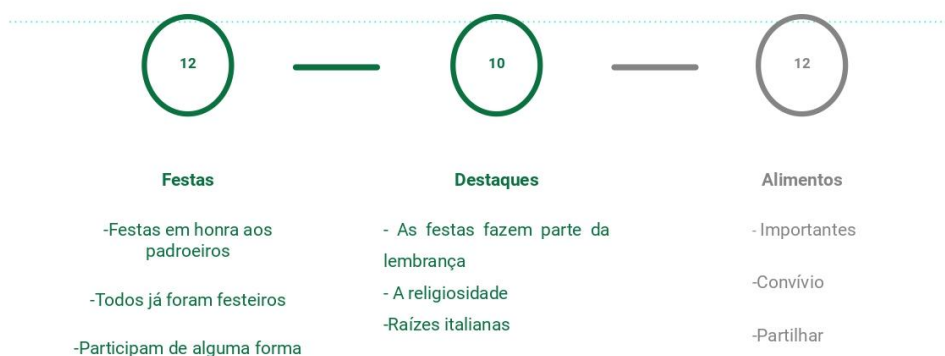 12
10
12
Festas
-Festas em honra aos
padroeiros
-Todos já foram festeiros
-Participam de alguma forma
Destaques
- As festas fazem parte da
lembrança
- A religiosidade
-Raízes italianas
Alimentos
- Importantes
-Convívio
-Partilhar